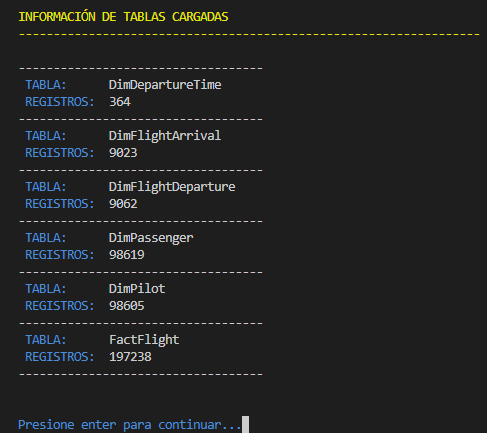 INFORMACIÓN DE TABLAS CARGADAS
------------------------------------------------------------------
-----------------------------------
TABLA: DimDepartureTime
REGISTROS: 364
-----------------------------------
TABLA: DimFlightArrival
REGISTROS: 9023
-----------------------------------
TABLA: DimFlightDeparture
REGISTROS: 9062
-----------------------------------
TABLA: DimPassenger
REGISTROS: 98619
-----------------------------------
TABLA: DimPilot
REGISTROS: 98605
-----------------------------------
TABLA: FactFlight
REGISTROS: 197238
-----------------------------------
Presione enter para continuar...